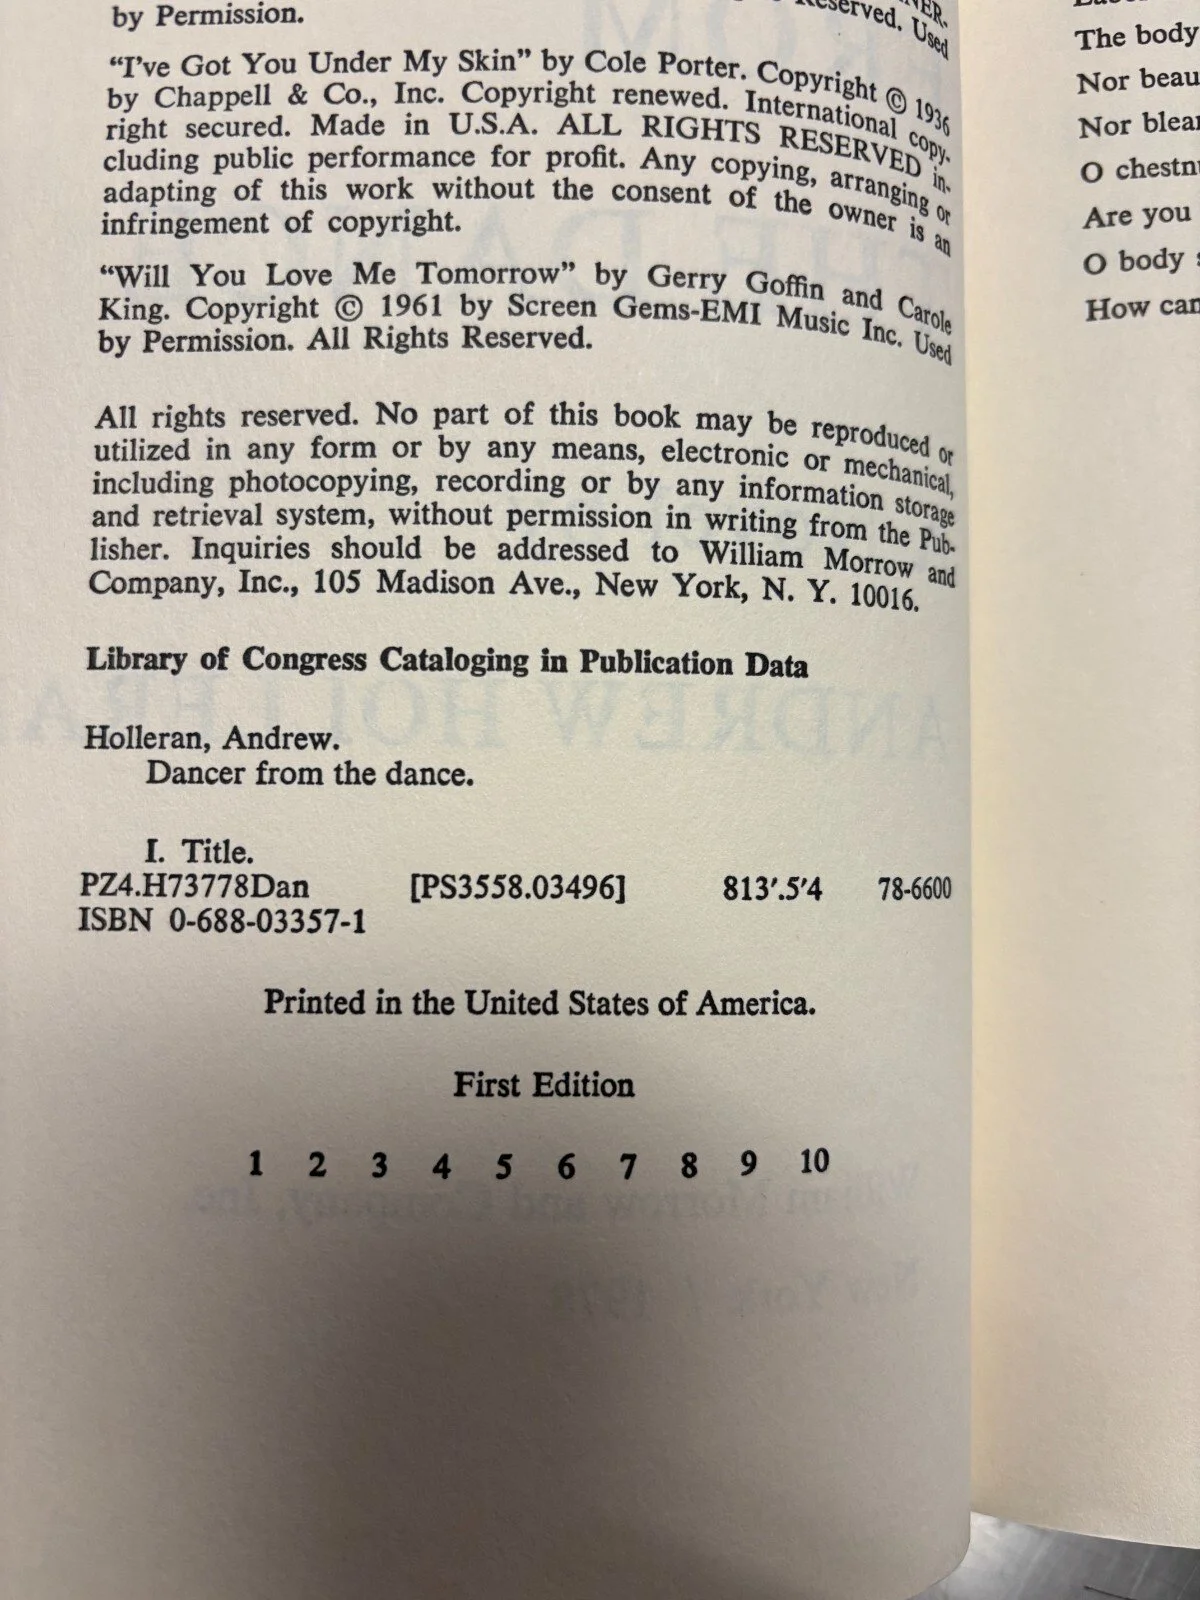 by Permission.
NER.
Reserved. Used
"I've Got You Under My Skin" by Cole Porter. Copyright © 1936
by Chappell & Co., Inc. Copyright renewed. International copy-
right secured. Made in U.S.A. ALL RIGHTS RESERVED in-
cluding public performance for profit. Any copying, arranging or
adapting of this work without the consent of the owner is an
infringement of copyright.
"Will You Love Me Tomorrow" by Gerry Goffin and Carole
King. Copyright © 1961 by Screen Gems-EMI Music Inc. Used
by Permission. All Rights Reserved.
All rights reserved. No part of this book may be reproduced or
utilized in any form or by any means, electronic or mechanical,
including photocopying, recording or by any information storage
and retrieval system, without permission in writing from the Pub-
lisher. Inquiries should be addressed to William Morrow and
Company, Inc., 105 Madison Ave., New York, N. Y. 10016.
Library of Congress Cataloging in Publication Data
Holleran, Andrew.
Dancer from the dance.
I. Title.
PZ4.H73778Dan [PS3558.03496] 813'.5'4 78-6600
ISBN 0-688-03357-1
Printed in the United States of America.
First Edition
1 2 3 4 5 6 7 8 9 10
The body
Nor beau
Nor blear
O chestnu
Are you
O body
How can